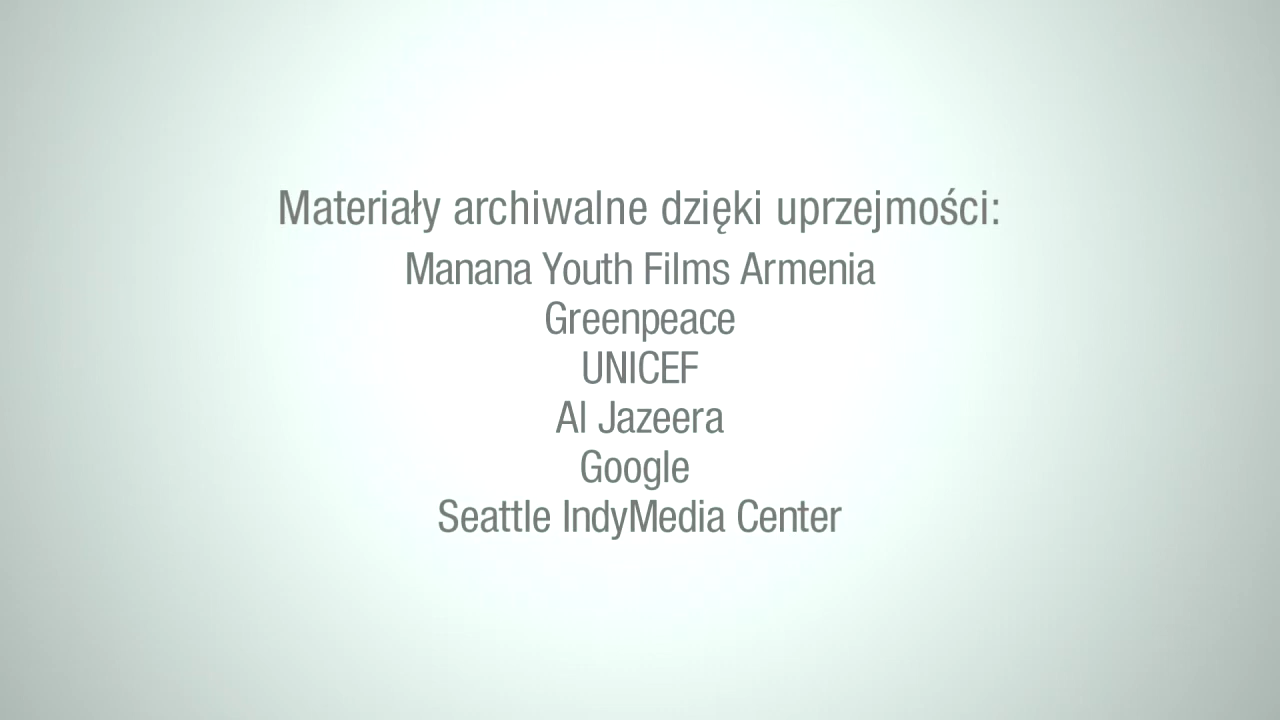 Materiały archiwalne dzięki uprzejmości:
Manana Youth Films Armenia
Greenpeace
UNICEF
Al Jazeera
Google
Seattle IndyMedia Center